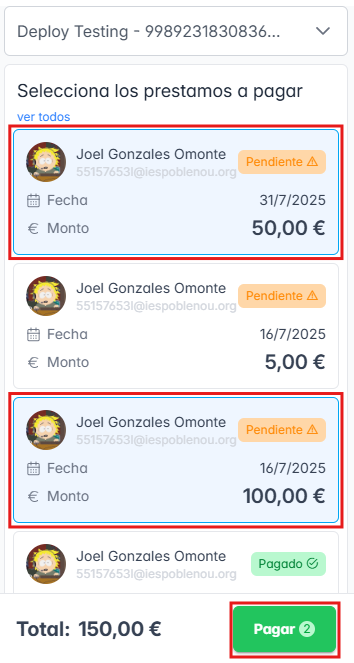 Deploy Testing - 9989231830836...
Selecciona los prestamos a pagar
ver todos
Joel Gonzales Omonte
55157653l@iespoblenou.org
Pendiente
Fecha
31/7/2025
Monto
50,00 €
Joel Gonzales Omonte
55157653l@iespoblenou.org
Pendiente
Fecha
16/7/2025
Monto
5,00 €
Joel Gonzales Omonte
55157653l@iespoblenou.org
Pendiente
Fecha
16/7/2025
Monto
100,00 €
Joel Gonzales Omonte
55157653l@iespoblenou.org
Pagado
Total: 150,00 €
Pagar 2